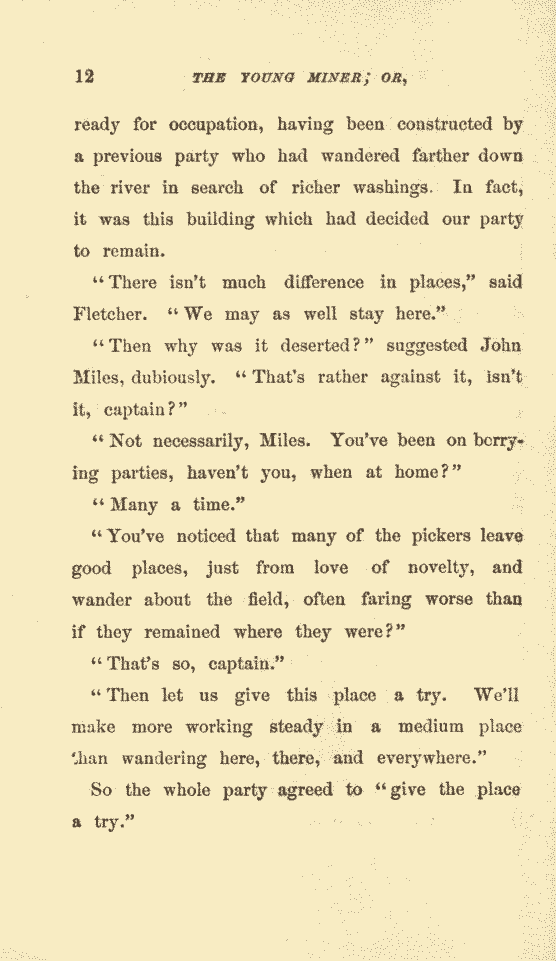 12 THE YOUNG MINER; OR,
ready for occupation, having been constructed by
a previous party who had wandered farther down
the river in search of richer washings. In fact,
it was this building which had decided our party
to remain.
“There isn't much difference in places,” said
Fletcher. “We may as well stay here.”
“Then why was it deserted?” suggested John
Miles, dubiously. “That's rather against it, isn't
it, captain?”
“Not necessarily, Miles. You've been on berry-
ing parties, haven't you, when at home?”
“Many a time.”
“You've noticed that many of the pickers leave
good places, just from love of novelty, and
wander about the field, often faring worse than
if they remained where they were?”
“That's so, captain.”
“Then let us give this place a try. We'll
make more working steady in a medium place
than wandering here, there, and everywhere.”
So the whole party agreed to “give the place
a try.”